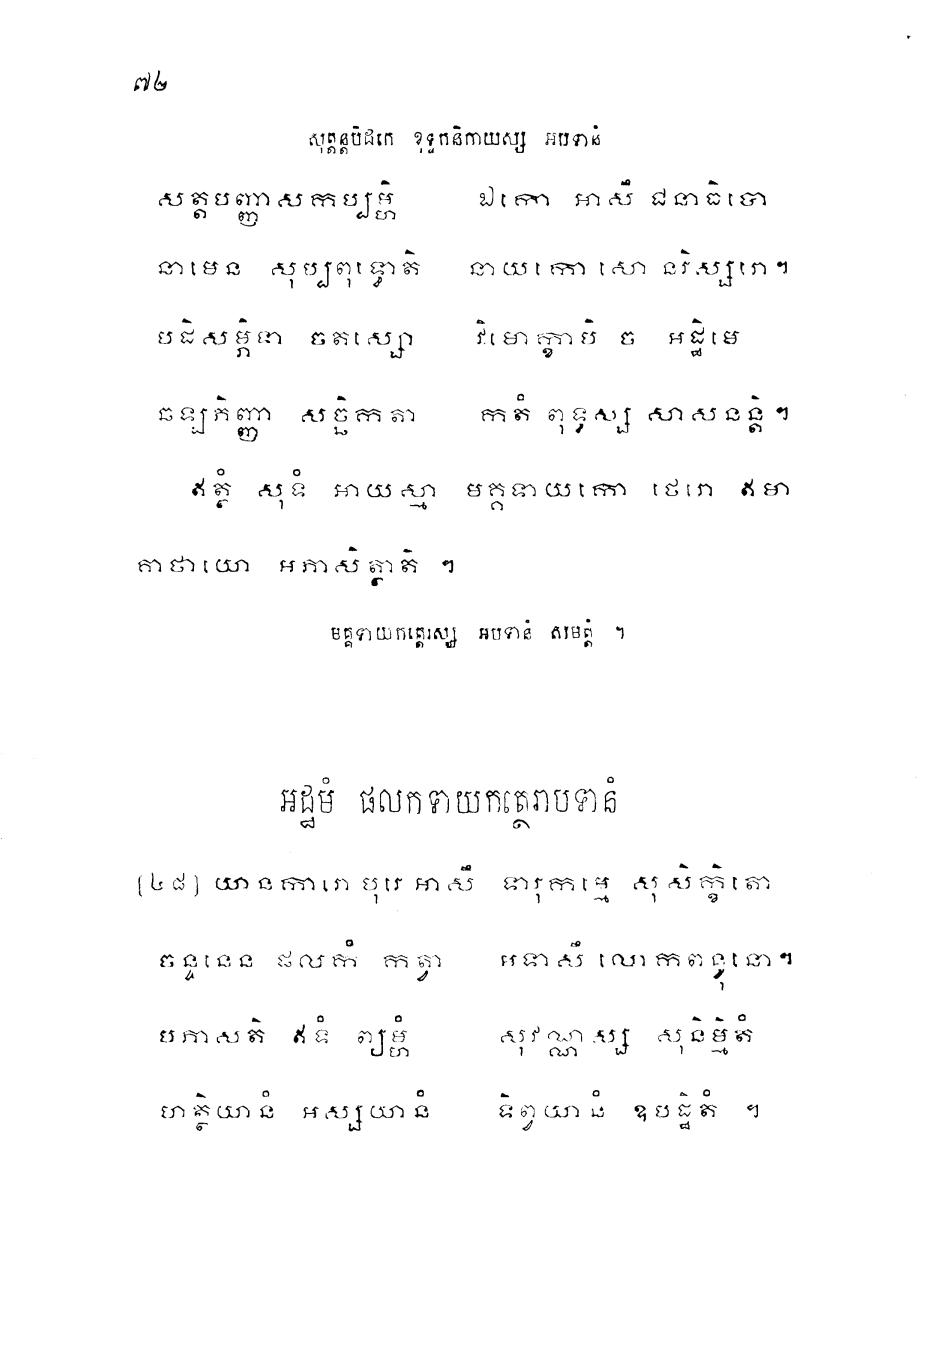 ៧២
សុត្តន្តបិដកេ ខុទ្ទកនិកាយស្ស អបទានំ
សត្តបញ្ញាសកប្បម្ហិ ឯកោ អាសឹ ជនាធិបោ
នាមេន សុប្បពុទ្ធោតិ នាយកោ សោ នរិស្សរោ។
បដិសម្ភិទា ចតស្សោ វិមោក្ខាបិ ច អដ្ឋិមេ
ឆឡភិញ្ញា សច្ឆិកតា កតំ ពុទ្ធស្ស សាសនន្តិ។
ឥត្ថំ សុទំ អាយស្មា មគ្គទាយកោ ថេរោ ឥមា
គាថាយោ អភាសិត្ថាតិ ។
មគ្គទាយកត្ថេរស្ស អបទានំ សមត្តំ ។
អដ្ឋមំ ផលកទាយកត្ថេរាបទានំ
[៤៨] យានការោ បុរេ អាសឹ ទារុកម្មេ សុសិក្ខិតោ
ចន្ទនេន ផលកំ កត្វា អទាសឹ លោកពន្ធុនោ។
បភាសតិ ឥទំ ព្យម្ហំ សុវណ្ណស្ស សុនិម្មិតំ
ហត្ថិយានំ អស្សយានំ ទិព្វយានំ ឧបដ្ឋិតំ ។